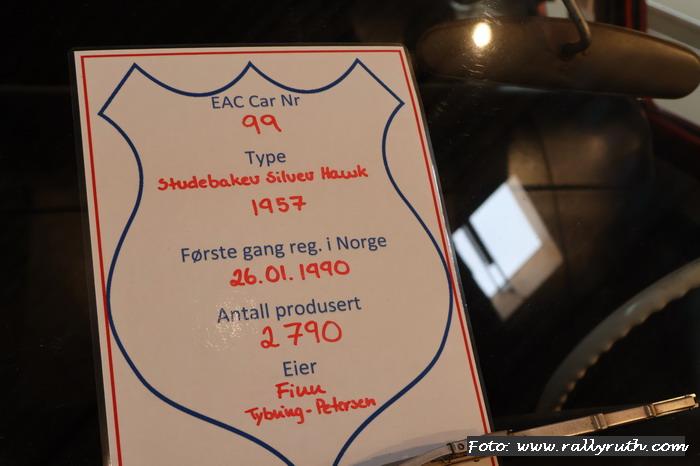 EAC Car Nr
99
Type
Studebaker Silver Hawk
1957
Første gang reg. i Norge
26.01.1990
Antall produsert
2790
Eier
Finn
Tybring-Petersen
Foto: www.rallyruth.com